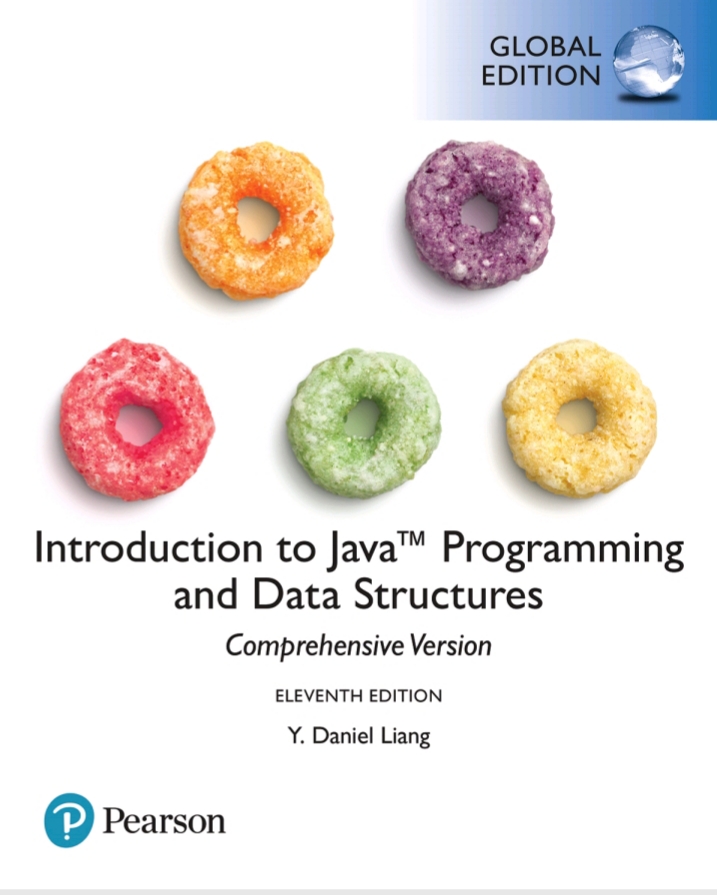 GLOBAL
EDITION
Introduction to Java™ Programming
and Data Structures
Comprehensive Version
ELEVENTH EDITION
Y. Daniel Liang
P Pearson